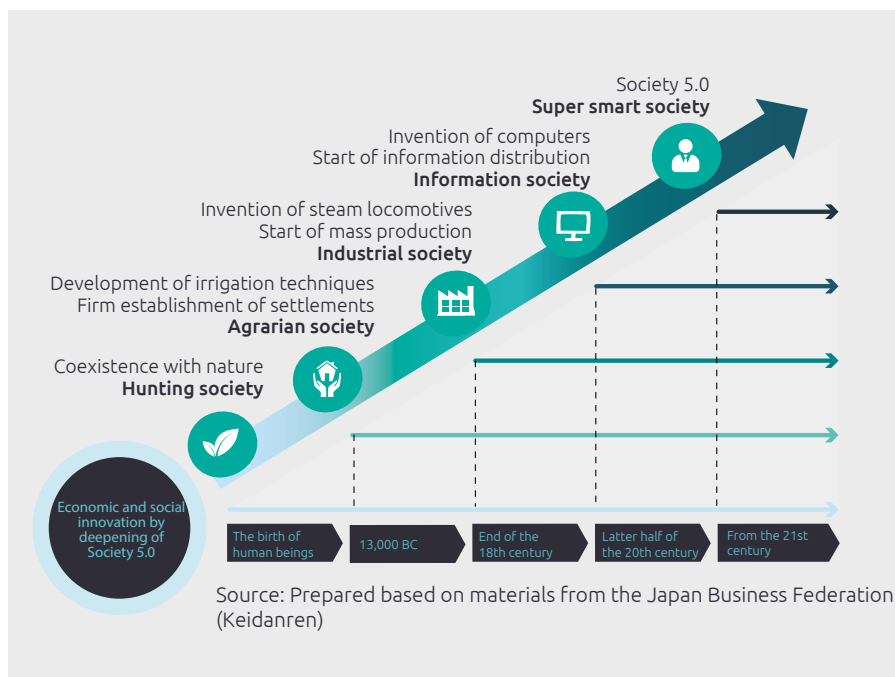 Society 5.0
Super smart society
Invention of computers
Start of information distribution
Information society
Invention of steam locomotives
Start of mass production
Industrial society
Development of irrigation techniques
Firm establishment of settlements
Agrarian society
Coexistence with nature
Hunting society
Economic and social
innovation by
deepening of
Society 5.0
The birth of
human beings
13,000 BC
End of the
18th century
Latter half of
the 20th century
From the 21st
century
Source: Prepared based on materials from the Japan Business Federation
(Keidanren)